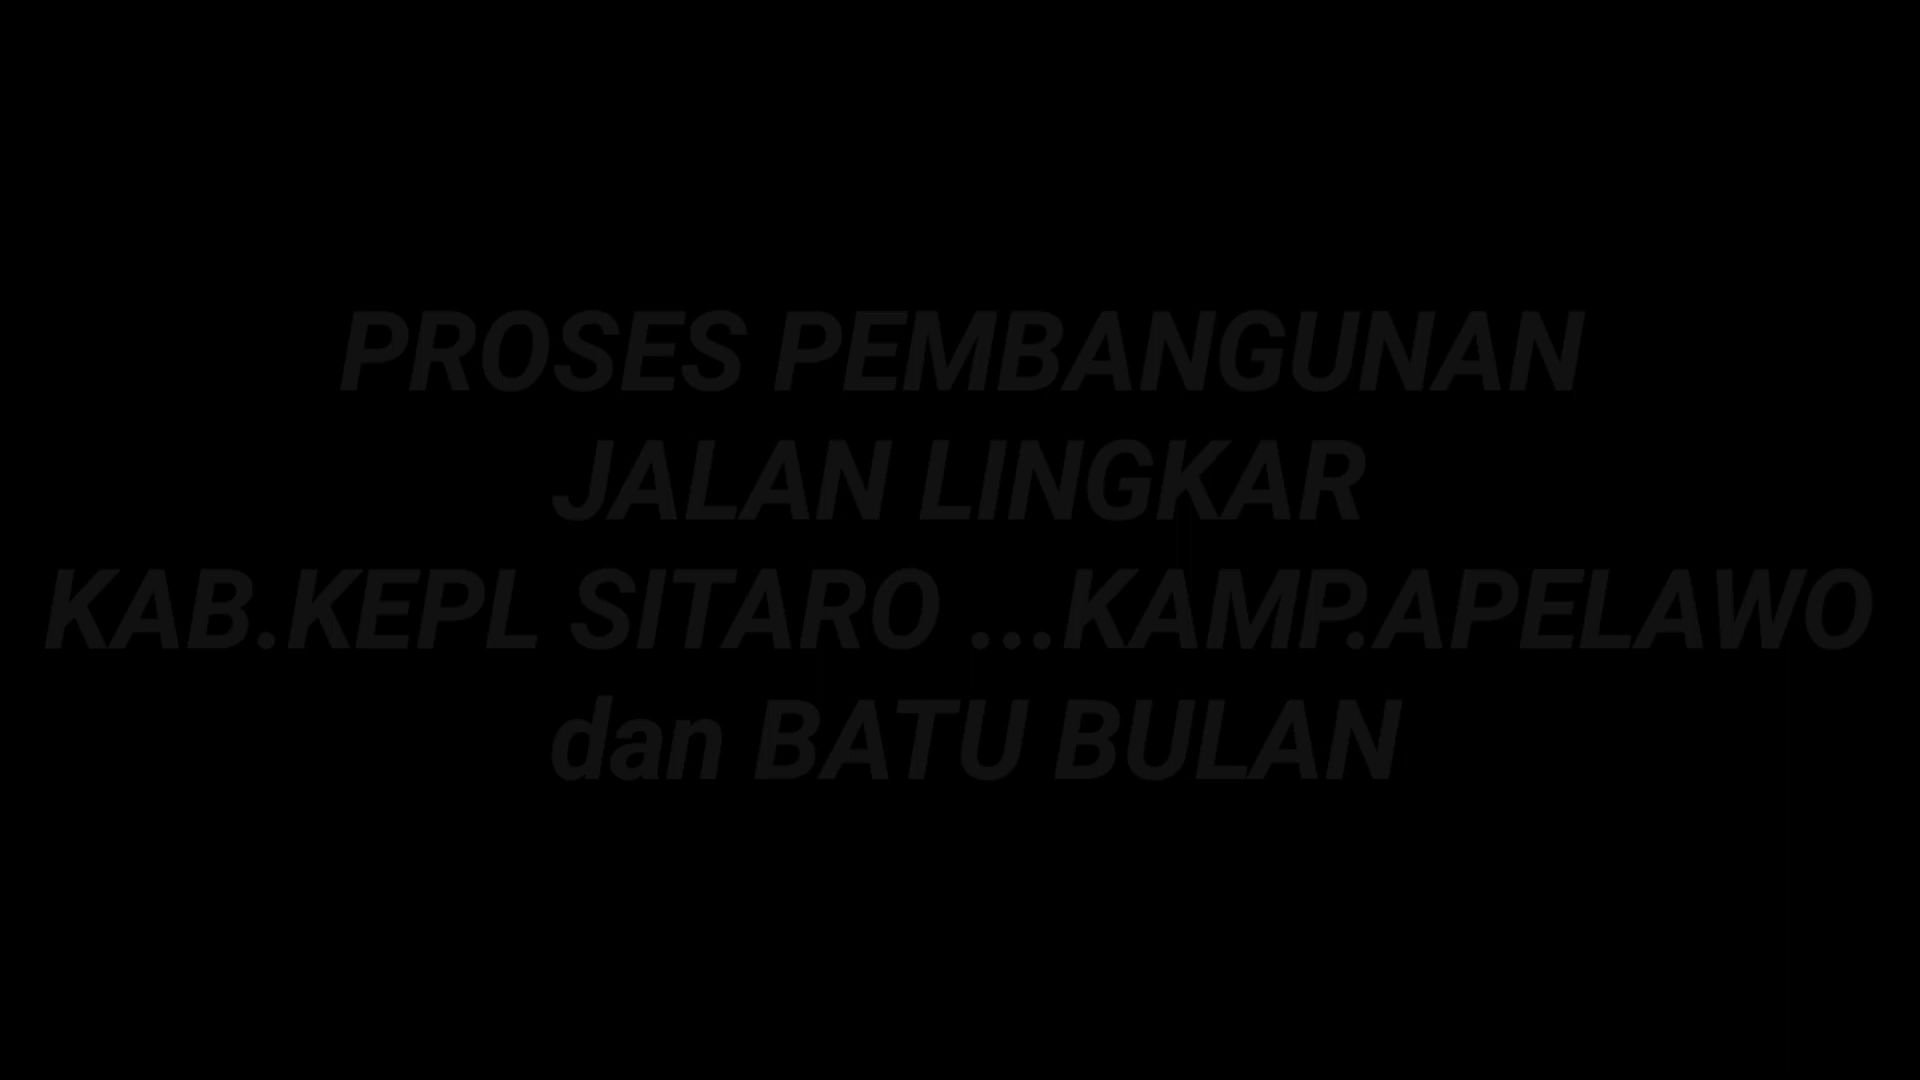 PROSES PEMBANGUNAN
JALAN LINGKAR
KAB.KEPL SITARO ...KAMP.APELAWO
dan BATU BULAN